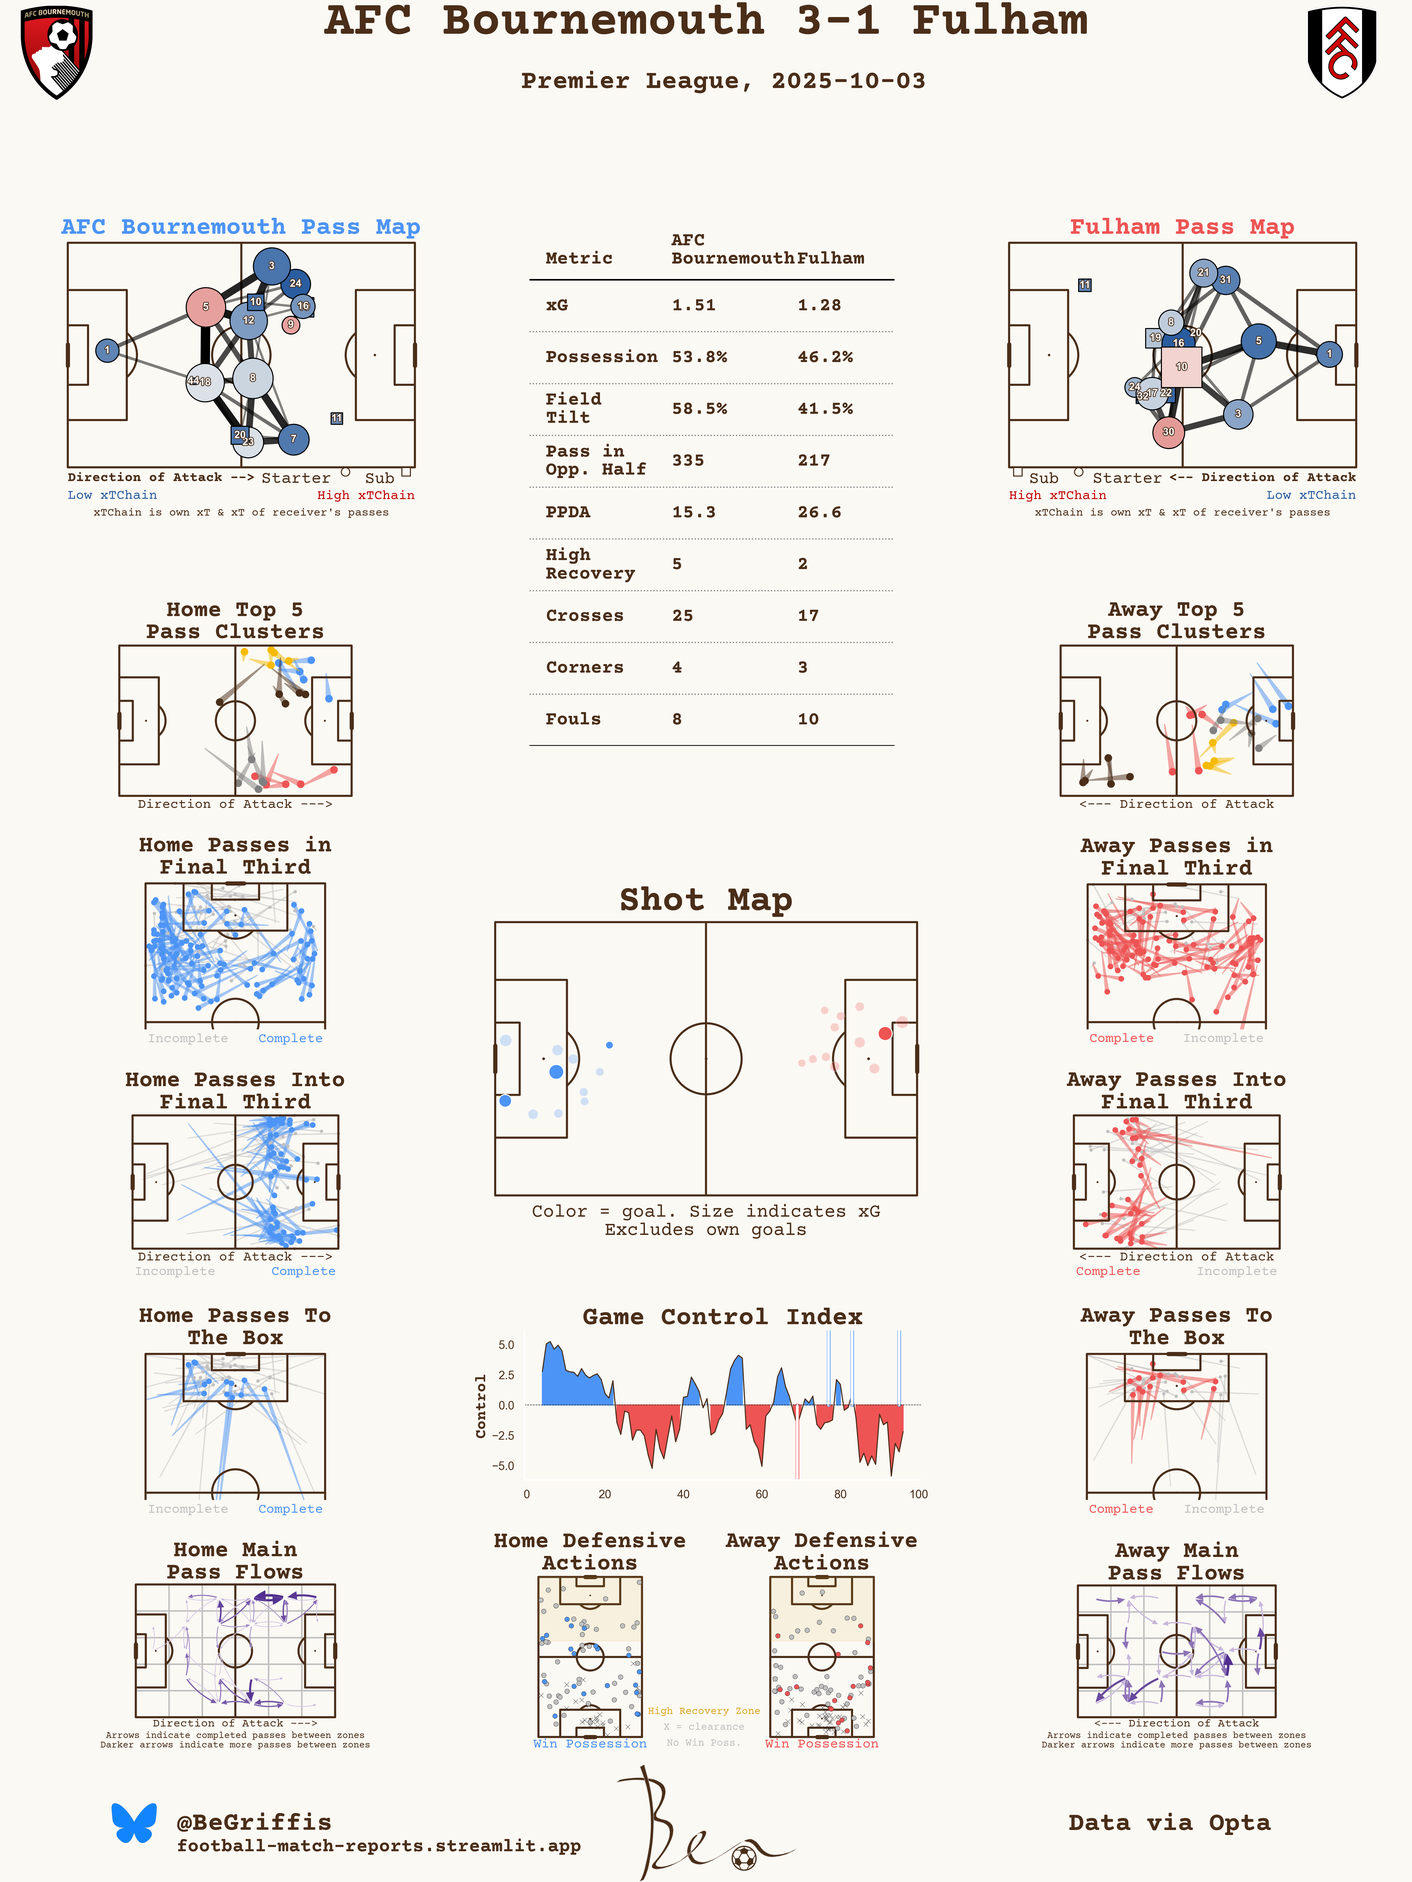 AFC Bournemouth 3-1 Fulham
Premier League, 2025-10-03
AFC BOURNEMOUTH
FFC
AFC Bournemouth Pass Map
3
24
10
16
5
12
9
1
4418
8
20
23
7
11
Direction of Attack --> Starter Sub
Low xTChain High xTChain
xTChain is own xT & xT of receiver's passes
Metric AFC Bournemouth Fulham
xG 1.51 1.28
Possession 53.8% 46.2%
Field Tilt 58.5% 41.5%
Pass in Opp. Half 335 217
PPDA 15.3 26.6
High Recovery 5 2
Crosses 25 17
Corners 4 3
Fouls 8 10
Fulham Pass Map
11
21
31
8
20
19
16
5
1
10
24
32
17
22
3
30
Sub Starter <-- Direction of Attack
High xTChain Low xTChain
xTChain is own xT & xT of receiver's passes
Home Top 5
Pass Clusters
Direction of Attack --->
Away Top 5
Pass Clusters
<--- Direction of Attack
Home Passes in
Final Third
Incomplete Complete
Away Passes in
Final Third
Complete Incomplete
Shot Map
Color = goal. Size indicates xG
Excludes own goals
Home Passes Into
Final Third
Direction of Attack --->
Incomplete Complete
Away Passes Into
Final Third
<--- Direction of Attack
Complete Incomplete
Home Passes To
The Box
Incomplete Complete
Game Control Index
Control
5.0
2.5
0.0
−2.5
−5.0
0 20 40 60 80 100
Away Passes To
The Box
Complete Incomplete
Home Main
Pass Flows
Direction of Attack --->
Arrows indicate completed passes between zones
Darker arrows indicate more passes between zones
Home Defensive
Actions
Win Possession
Away Defensive
Actions
Win Possession
High Recovery Zone
X = clearance
No Win Poss.
Away Main
Pass Flows
<--- Direction of Attack
Arrows indicate completed passes between zones
Darker arrows indicate more passes between zones
@BeGriffis
football-match-reports.streamlit.app
Ben
Data via Opta